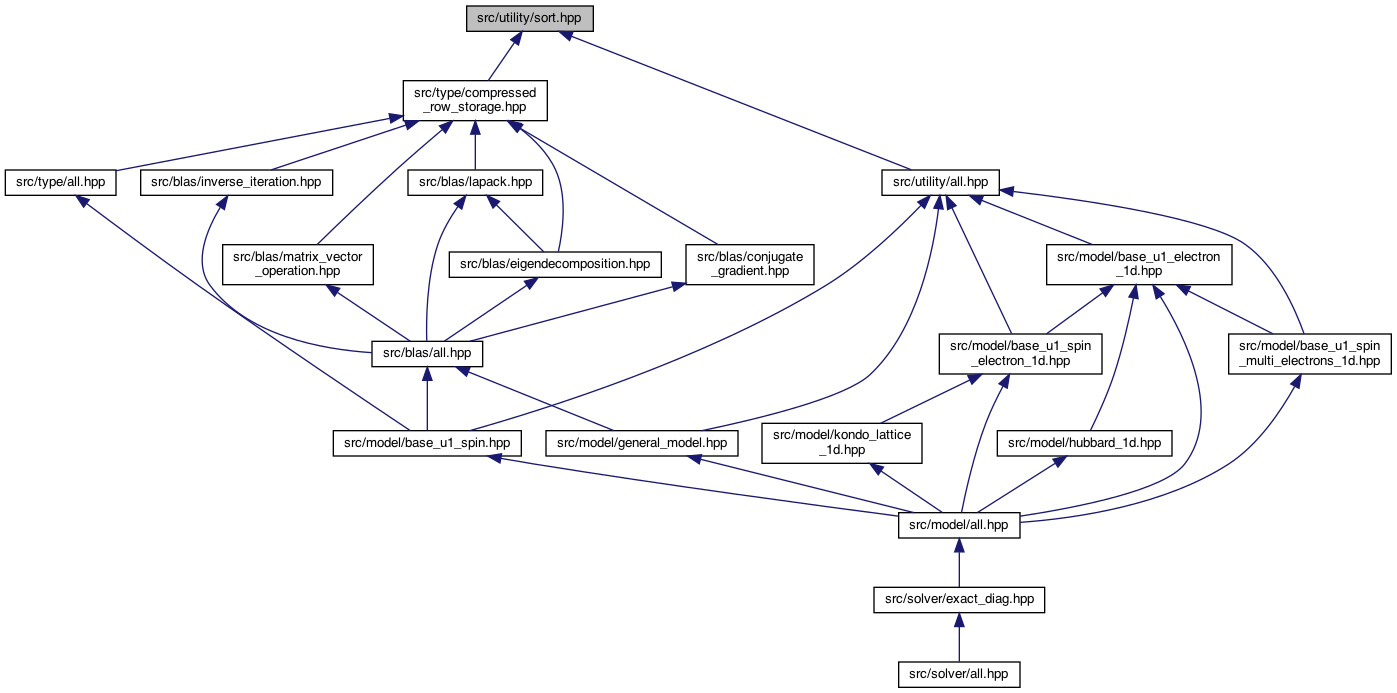 src/utility/sort.hpp
src/type/compressed
_row_storage.hpp
src/type/all.hpp
src/blas/inverse_iteration.hpp
src/blas/lapack.hpp
src/utility/all.hpp
src/blas/matrix_vector
_operation.hpp
src/blas/eigendecomposition.hpp
src/blas/conjugate
_gradient.hpp
src/model/base_u1_electron
_1d.hpp
src/blas/all.hpp
src/model/base_u1_spin
_electron_1d.hpp
src/model/base_u1_spin
_multi_electrons_1d.hpp
src/model/base_u1_spin.hpp
src/model/general_model.hpp
src/model/kondo_lattice
_1d.hpp
src/model/hubbard_1d.hpp
src/model/all.hpp
src/solver/exact_diag.hpp
src/solver/all.hpp